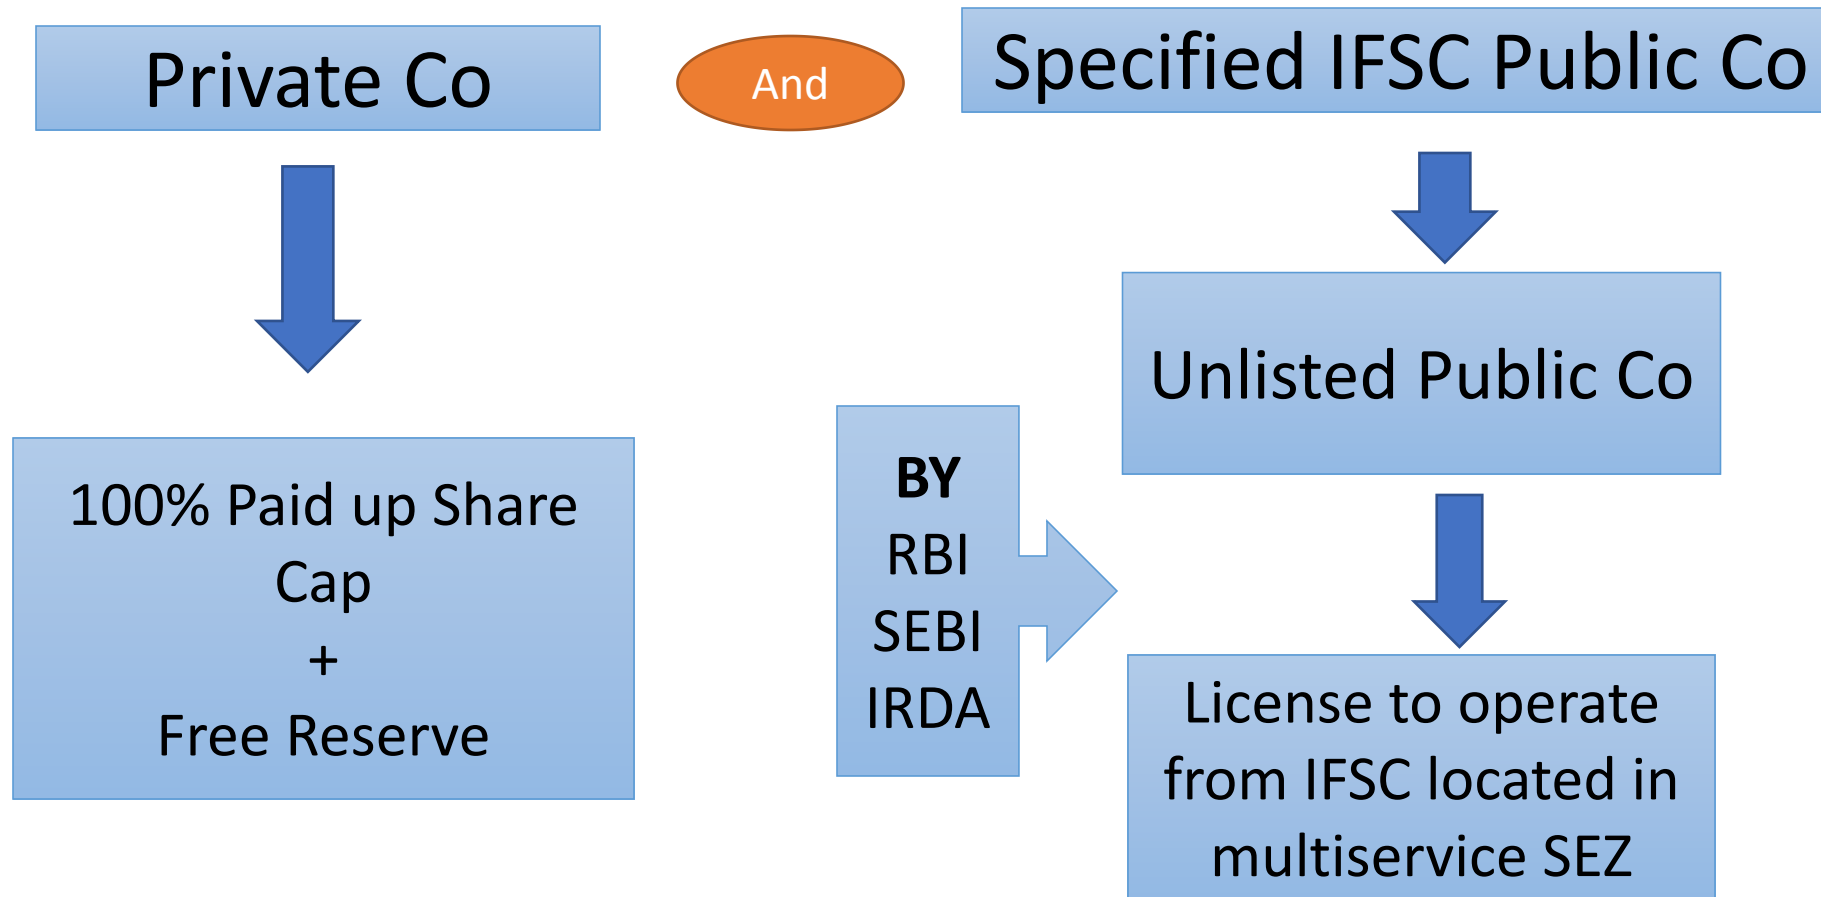 Private Co
And
Specified IFSC Public Co
100% Paid up Share
Cap
+
Free Reserve
Unlisted Public Co
BY
RBI
SEBI
IRDA
License to operate
from IFSC located in
multiservice SEZ